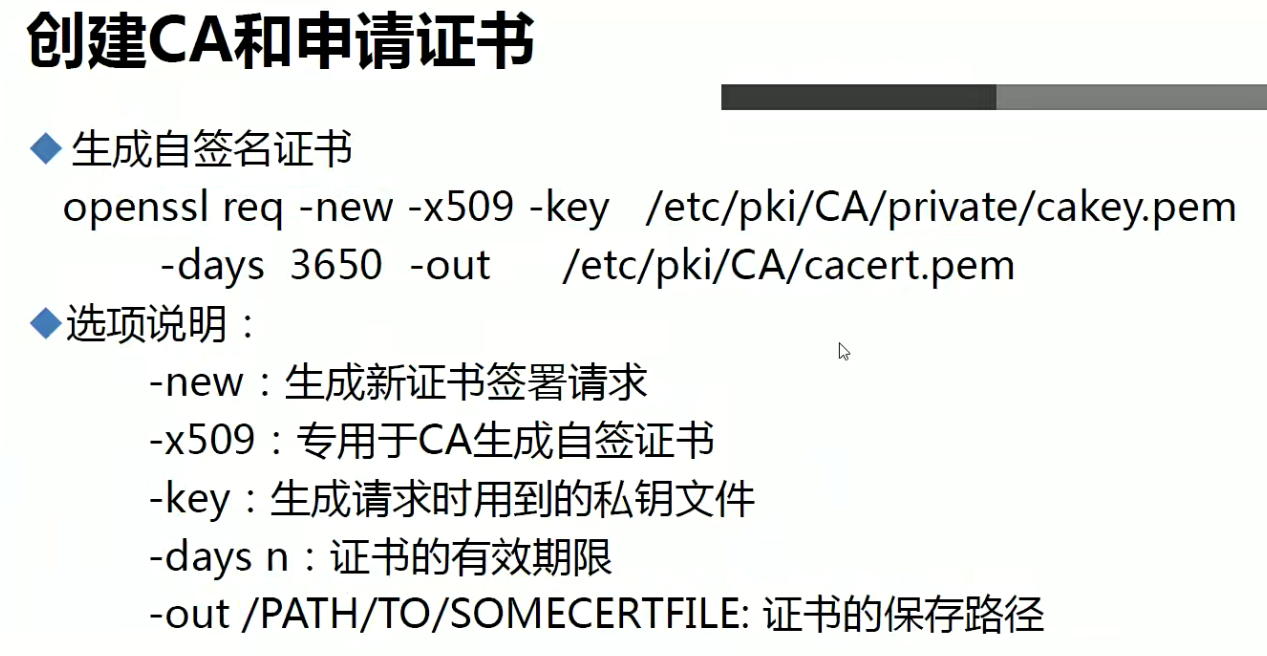 创建CA和申请证书
生成自签名证书
openssl req -new -x509 -key /etc/pki/CA/private/cakey.pem
-days 3650 -out /etc/pki/CA/cacert.pem
选项说明：
-new：生成新证书签署请求
-x509：专用于CA生成自签证书
-key：生成请求时用到的私钥文件
-days n：证书的有效期限
-out /PATH/TO/SOMECERTFILE: 证书的保存路径